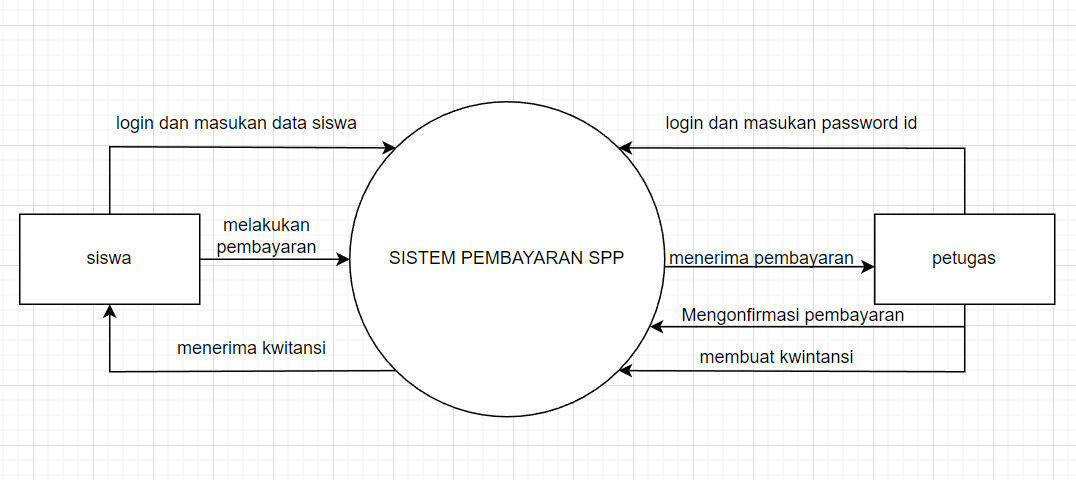 login dan masukan data siswa
login dan masukan password id
melakukan
pembayaran
siswa
SISTEM PEMBAYARAN SPP
menerima pembayaran
petugas
Mengonfirmasi pembayaran
menerima kwitansi
membuat kwintansi